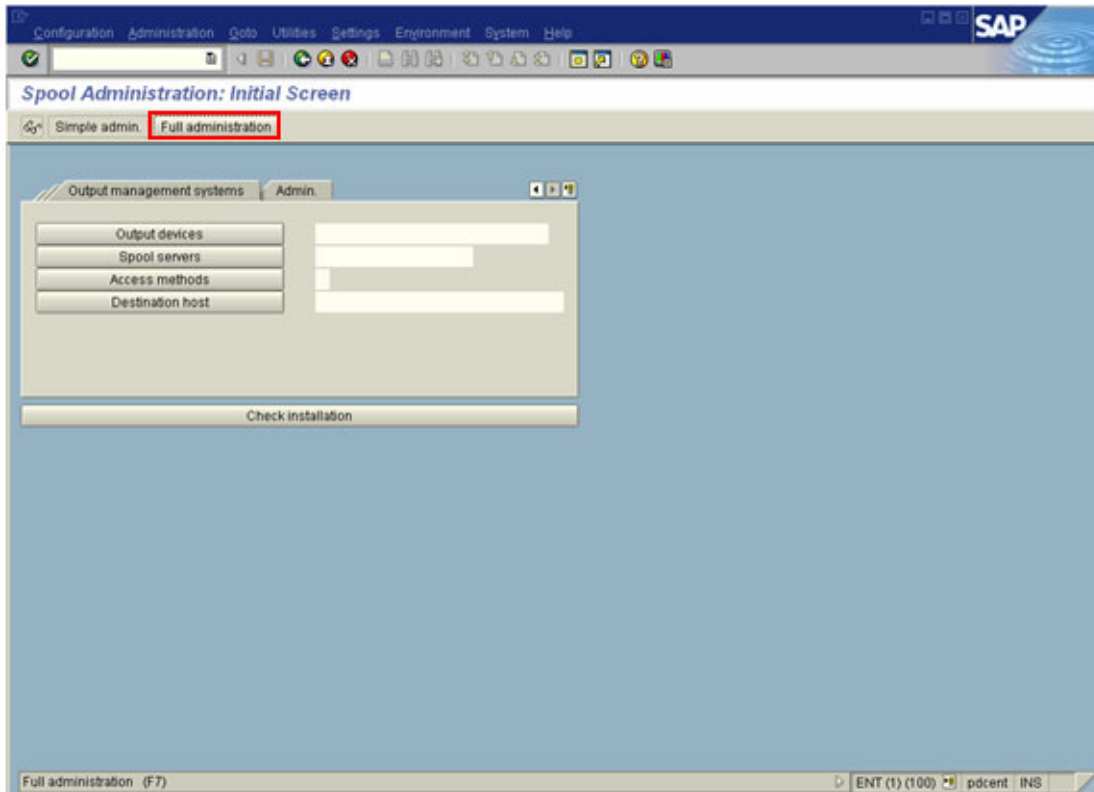 Configuration Administration Goto Utilities Settings Environment System Help
SAP
Spool Administration: Initial Screen
Simple admin. Full administration
Output management systems Admin.
Output devices
Spool servers
Access methods
Destination host
Check installation
Full administration (F7) ENT (1) (100) pdcent INS